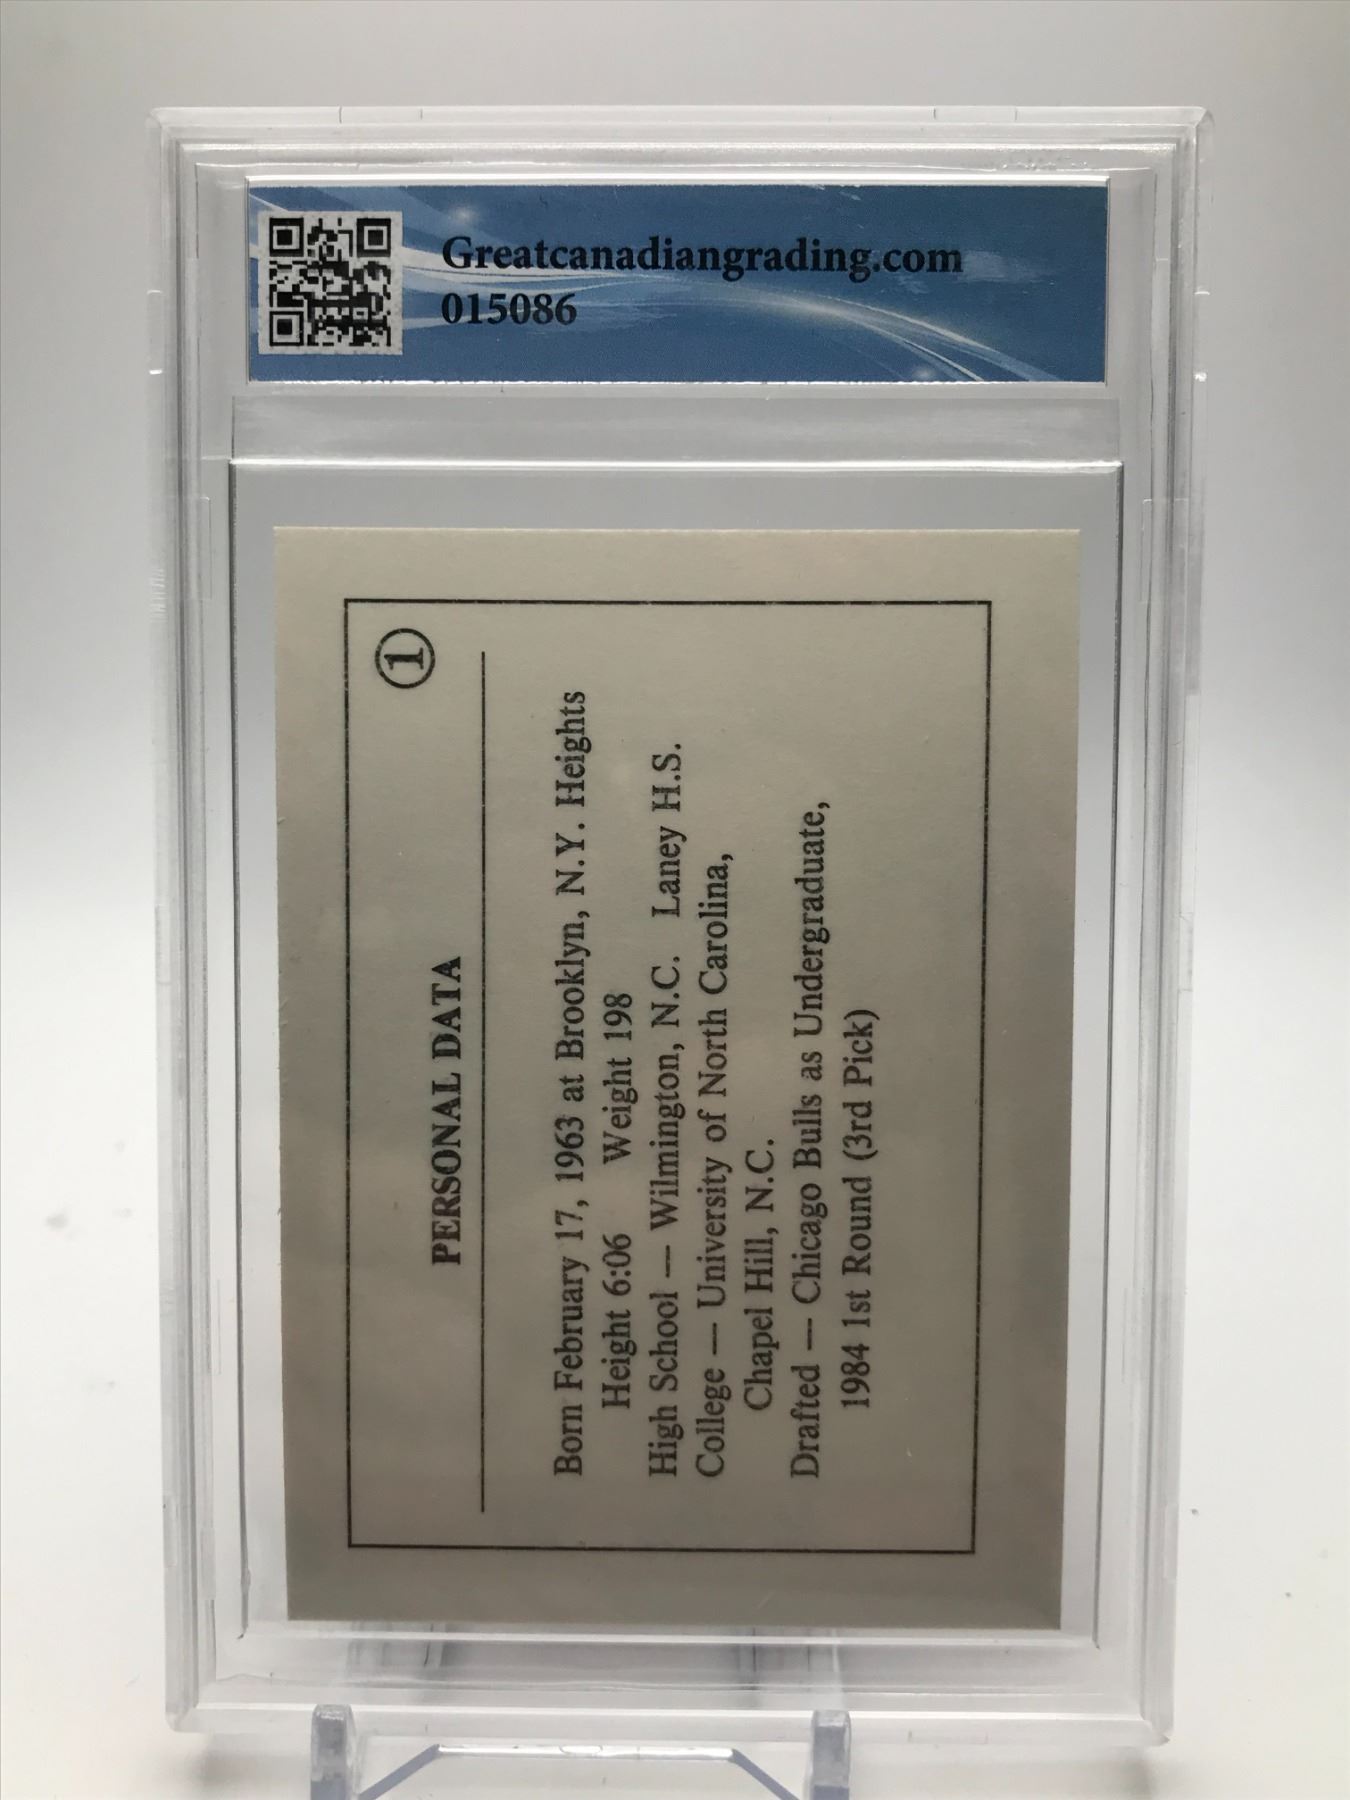 Greatcanadiangrading.com
015086
1
PERSONAL DATA
Born February 17, 1963 at Brooklyn, N.Y. Heights
Height 6:06 Weight 198
High School — Wilmington, N.C. Laney H.S.
College — University of North Carolina,
Chapel Hill, N.C.
Drafted — Chicago Bulls as Undergraduate,
1984 1st Round (3rd Pick)